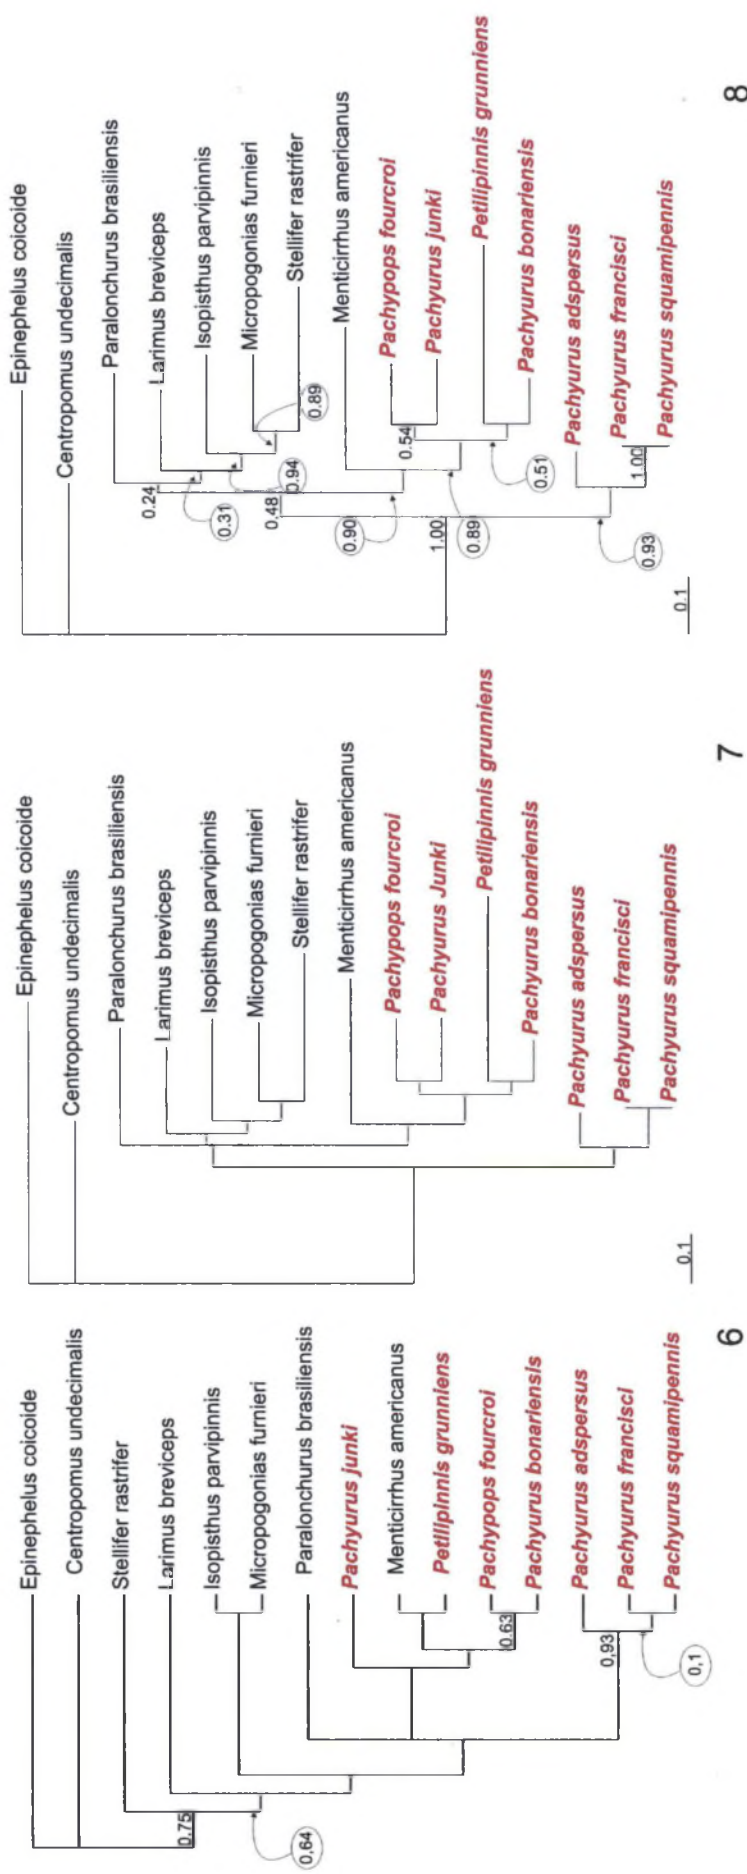 Epinephelus coicoide
Centropomus undecimalis
Stellifer rastrifer
Larimus breviceps
Isopisthus parvipinnis
Micropogonias furnieri
Paralonchurus brasiliensis
Pachyurus junki
Menticirrhus americanus
Petilipinnis grunniens
Pachypops fourcroi
Pachyurus bonariensis
Pachyurus adspersus
Pachyurus francisci
Pachyurus squamipennis
0.75
0,64
0.63
0,93
0,1
6
Epinephelus coicoide
Centropomus undecimalis
Paralonchurus brasiliensis
Larimus breviceps
Isopisthus parvipinnis
Micropogonias furnieri
Stellifer rastrifer
Menticirrhus americanus
Pachypops fourcroi
Pachyurus Junki
Petilipinnis grunniens
Pachyurus bonariensis
Pachyurus adspersus
Pachyurus francisci
Pachyurus squamipennis
0.1
7
Epinephelus coicoide
Centropomus undecimalis
Paralonchurus brasiliensis
Larimus breviceps
Isopisthus parvipinnis
Micropogonias furnieri
Stellifer rastrifer
Menticirrhus americanus
Pachypops fourcroi
Pachyurus junki
Petilipinnis grunniens
Pachyurus bonariensis
Pachyurus adspersus
Pachyurus francisci
Pachyurus squamipennis
0.24
0.31
0.94
0.89
0,48
0.90
0.54
0.89
0.51
1.00
0.93
1.00
0.1
8